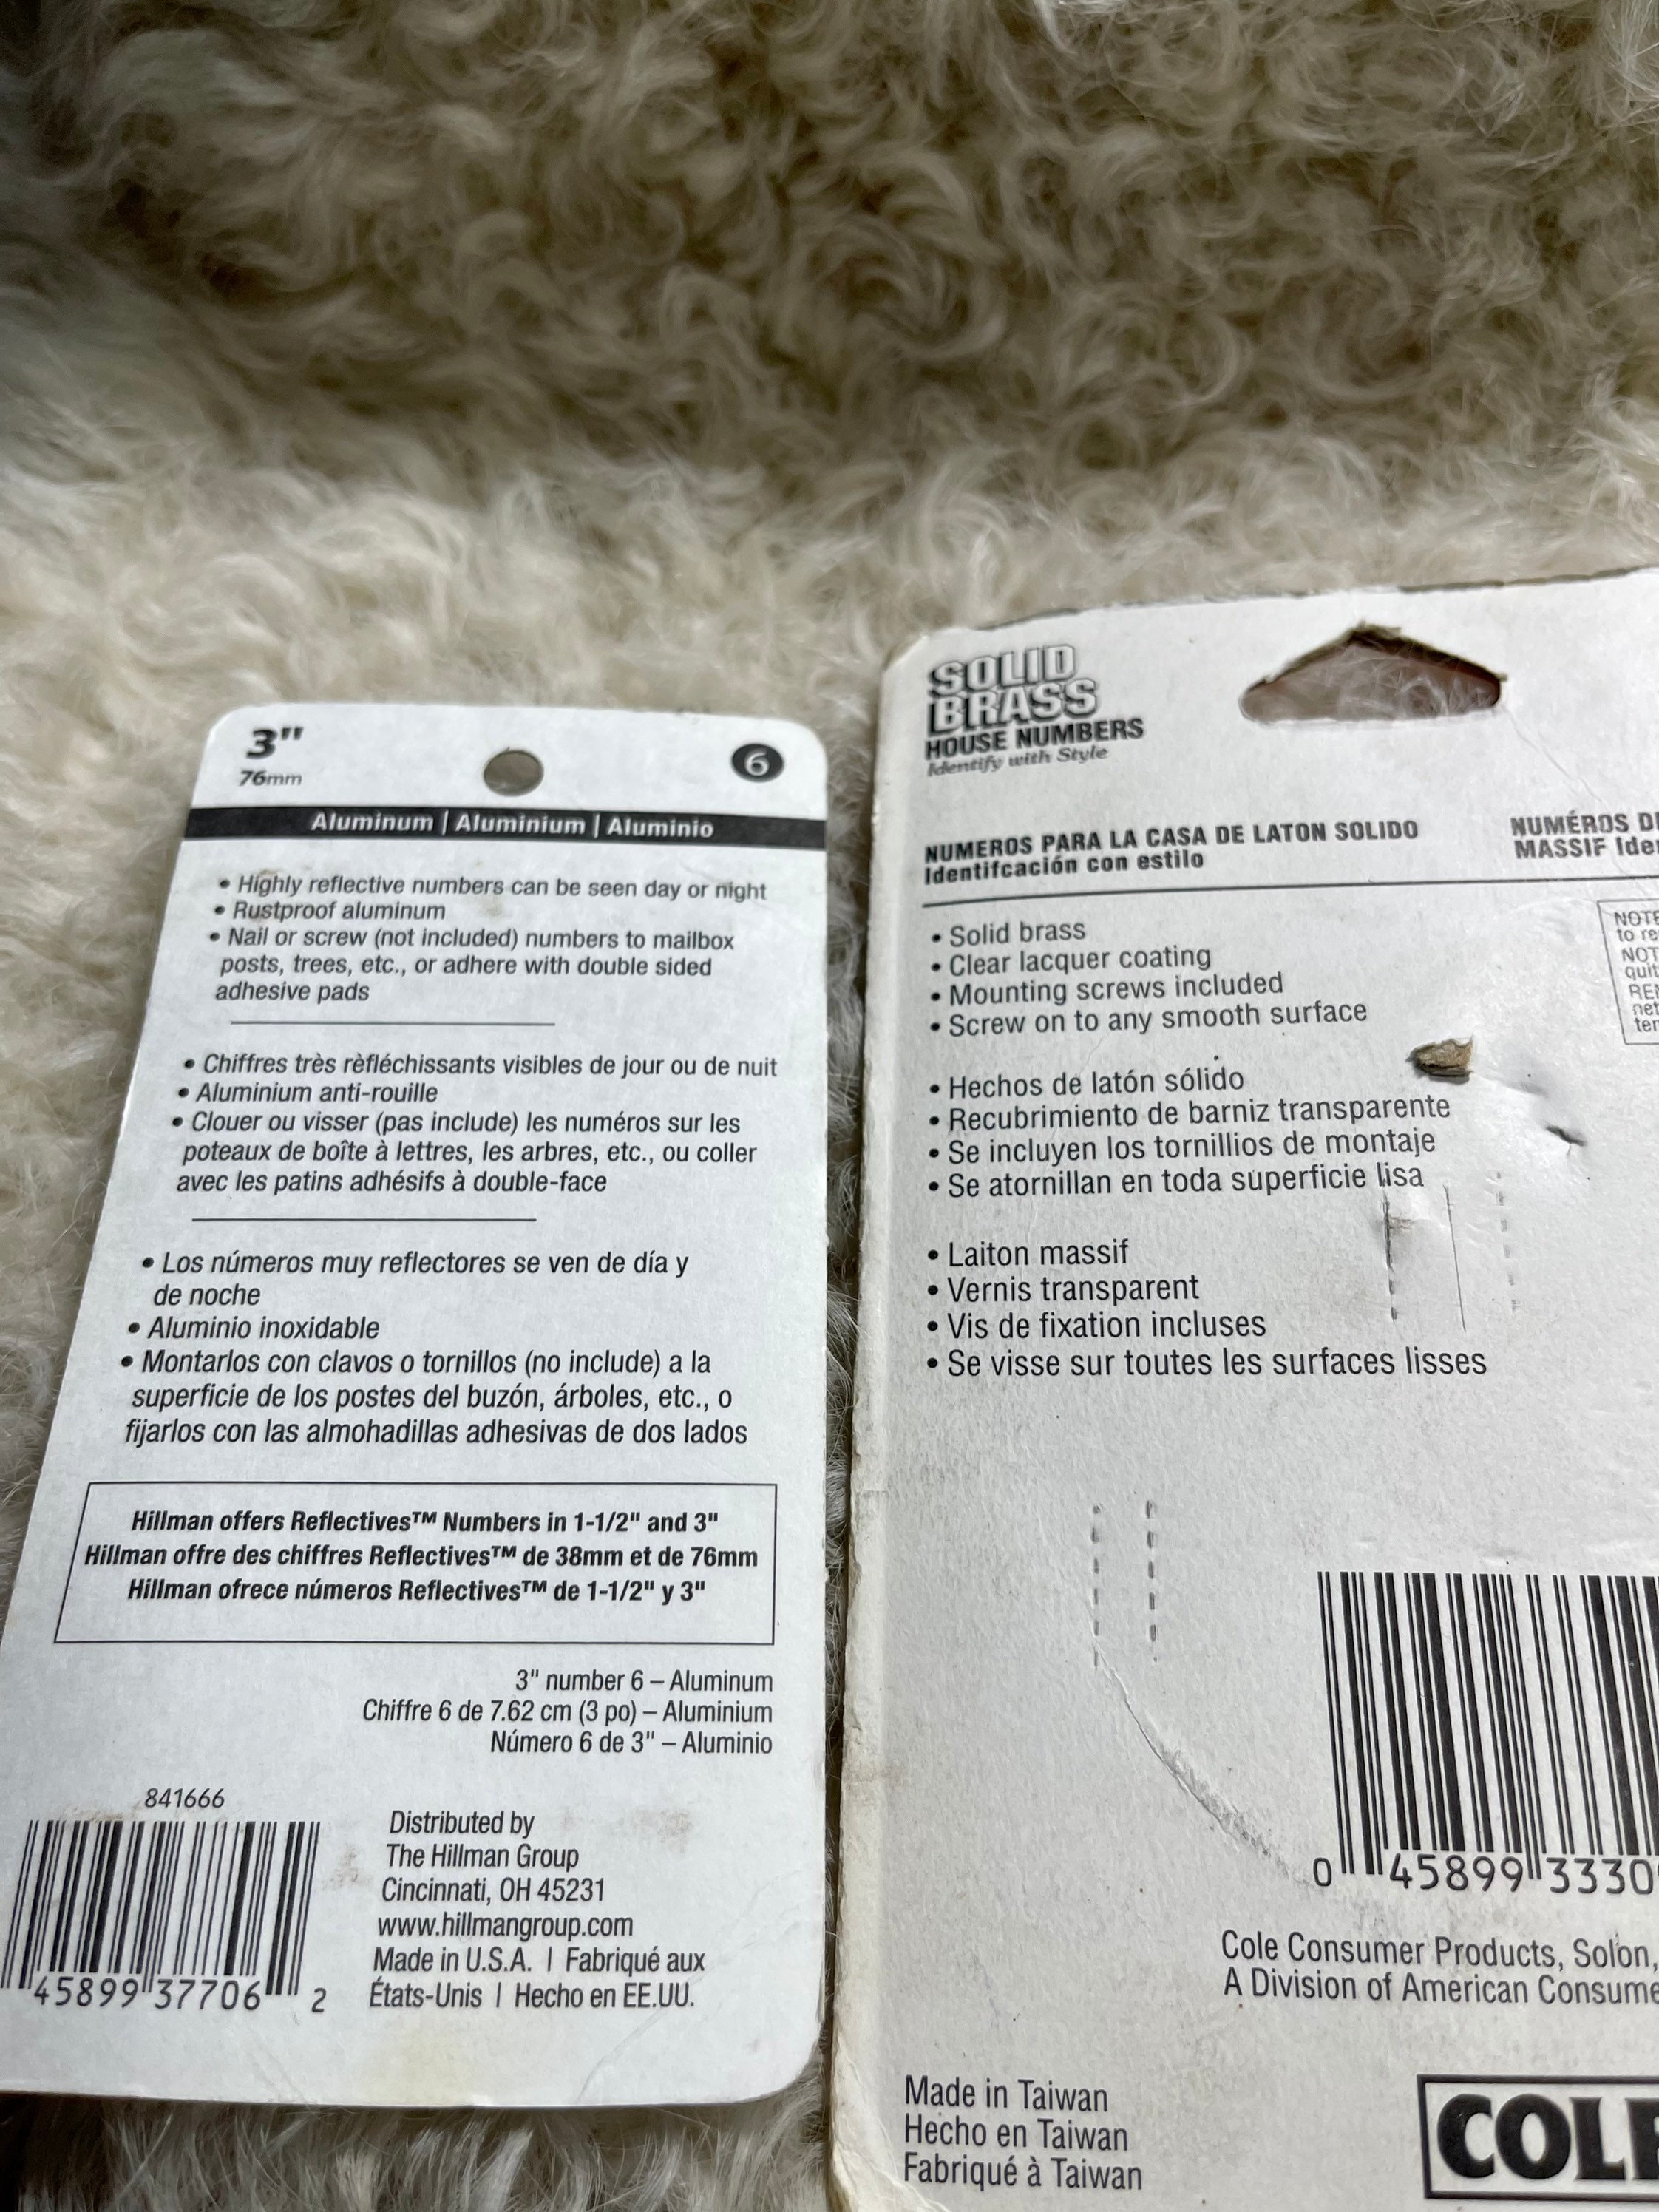 3"
76mm
6
Aluminum | Aluminium | Aluminio
• Highly reflective numbers can be seen day or night
• Rustproof aluminum
• Nail or screw (not included) numbers to mailbox
posts, trees, etc., or adhere with double sided
adhesive pads
• Chiffres très rèfléchissants visibles de jour ou de nuit
• Aluminium anti-rouille
• Clouer ou visser (pas include) les numéros sur les
poteaux de boîte à lettres, les arbres, etc., ou coller
avec les patins adhésifs à double-face
• Los números muy reflectores se ven de día y
de noche
• Aluminio inoxidable
• Montarlos con clavos o tornillos (no include) a la
superficie de los postes del buzón, árboles, etc., o
fijarlos con las almohadillas adhesivas de dos lados
Hillman offers Reflectives™ Numbers in 1-1/2" and 3"
Hillman offre des chiffres Reflectives™ de 38mm et de 76mm
Hillman ofrece números Reflectives™ de 1-1/2" y 3"
3" number 6 – Aluminum
Chiffre 6 de 7.62 cm (3 po) – Aluminium
Número 6 de 3" – Aluminio
841666
45899 37706 2
Distributed by
The Hillman Group
Cincinnati, OH 45231
www.hillmangroup.com
Made in U.S.A. | Fabriqué aux
États-Unis | Hecho en EE.UU.
SOLID
BRASS
HOUSE NUMBERS
Identify with Style
NUMEROS PARA LA CASA DE LATON SOLIDO
Identifcación con estilo
NUMÉROS
MASSIF
• Solid brass
• Clear lacquer coating
• Mounting screws included
• Screw on to any smooth surface
• Hechos de latón sólido
• Recubrimiento de barniz transparente
• Se incluyen los tornillios de montaje
• Se atornillan en toda superficie lisa
• Laiton massif
• Vernis transparent
• Vis de fixation incluses
• Se visse sur toutes les surfaces lisses
0 45899 3330
Cole Consumer Products, Solon,
A Division of American
Made in Taiwan
Hecho en Taiwan
Fabriqué à Taiwan
COLE